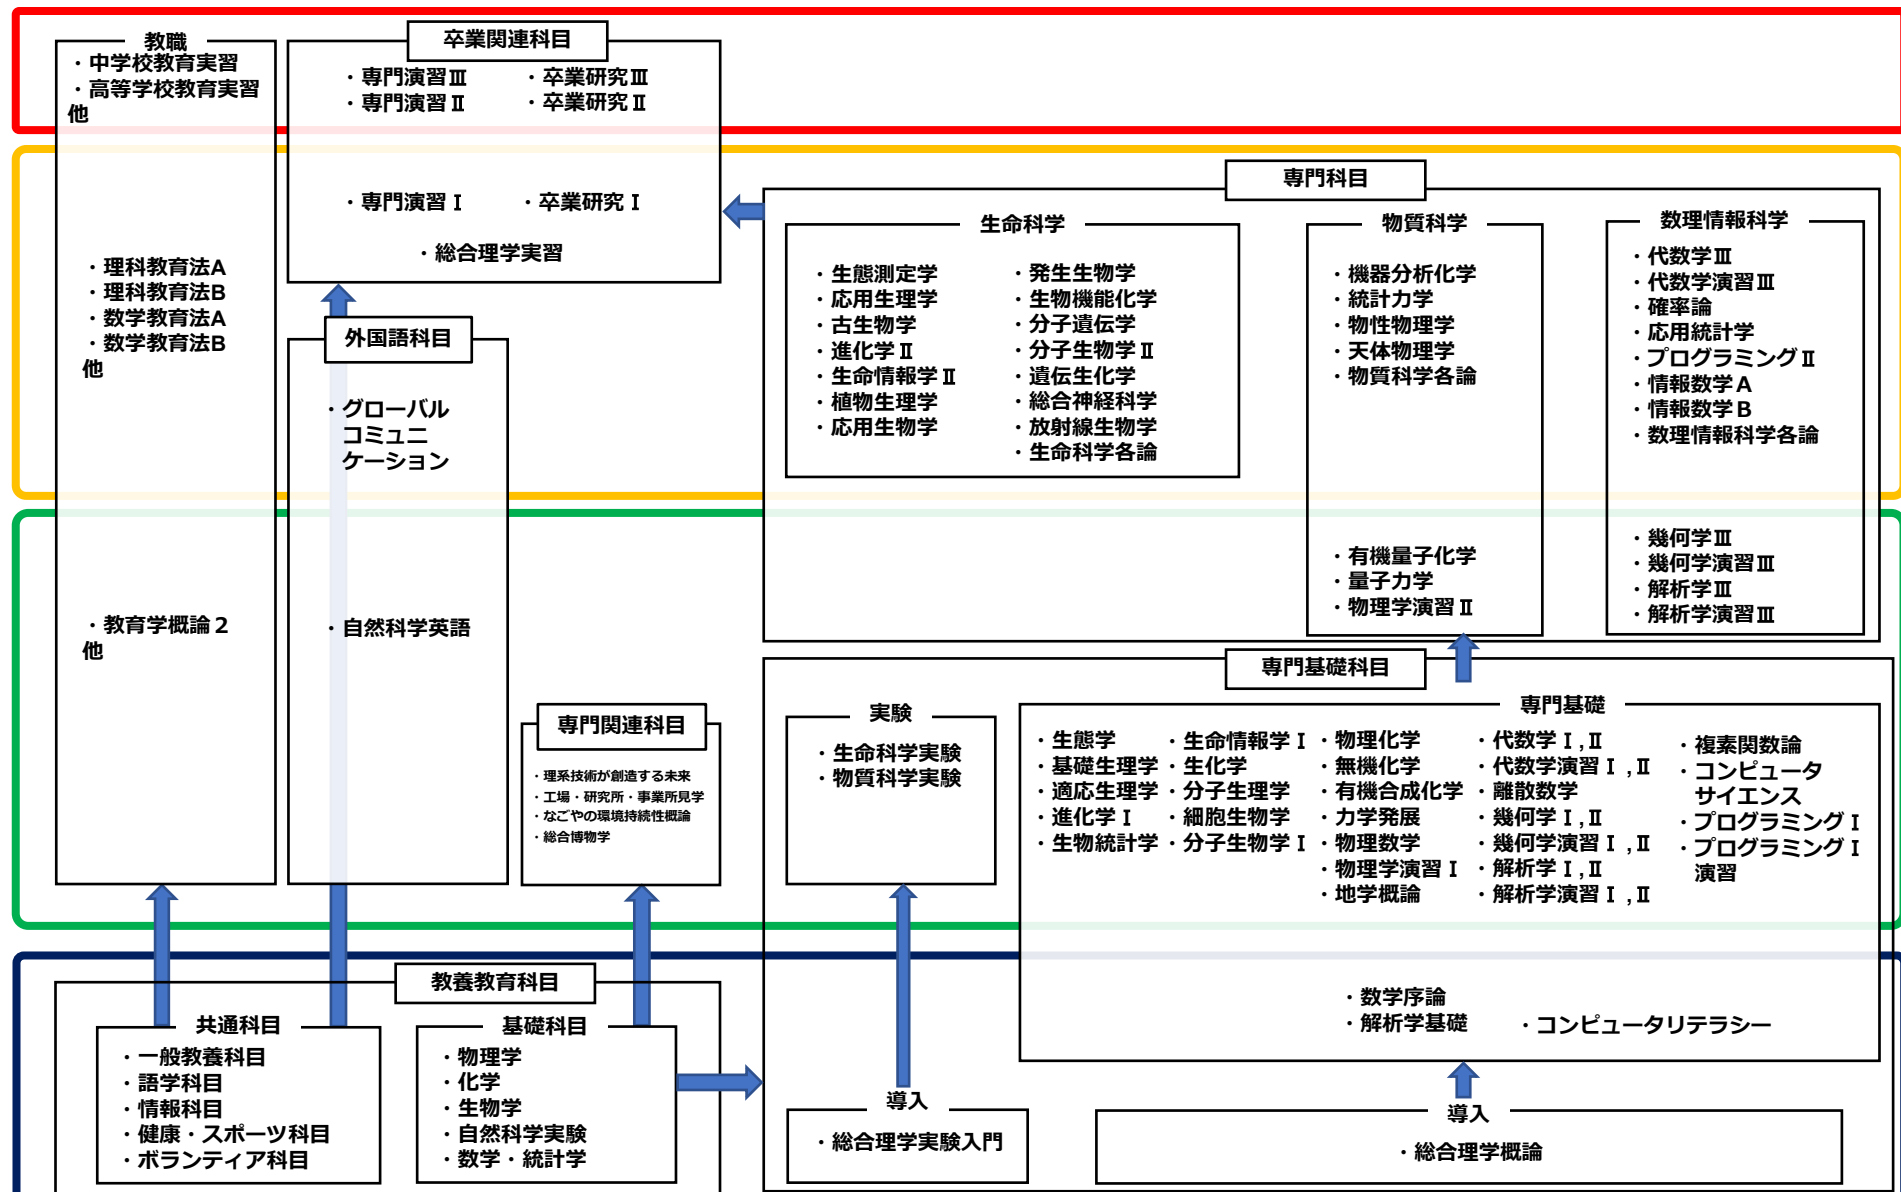 教職
・中学校教育実習
・高等学校教育実習
他
・理科教育法A
・理科教育法B
・数学教育法A
・数学教育法B
他
・教育学概論2
他
卒業関連科目
・専門演習Ⅲ
・専門演習Ⅱ
・卒業研究Ⅲ
・卒業研究Ⅱ
・専門演習Ⅰ
・卒業研究Ⅰ
・総合理学実習
外国語科目
・グローバル
コミュニ
ケーション
・自然科学英語
専門関連科目
・理系技術が創造する未来
・工場・研究所・事業所見学
・なごやの環境持続性概論
・総合博物学
専門科目
生命科学
・生態測定学
・応用生理学
・古生物学
・進化学Ⅱ
・生命情報学Ⅱ
・植物生理学
・応用生物学
・発生生物学
・生物機能化学
・分子遺伝学
・分子生物学Ⅱ
・遺伝生化学
・総合神経科学
・放射線生物学
・生命科学各論
物質科学
・機器分析化学
・統計力学
・物性物理学
・天体物理学
・物質科学各論
・有機量子化学
・量子力学
・物理学演習Ⅱ
数理情報科学
・代数学Ⅲ
・代数学演習Ⅲ
・確率論
・応用統計学
・プログラミングⅡ
・情報数学A
・情報数学B
・数理情報科学各論
・幾何学Ⅲ
・幾何学演習Ⅲ
・解析学Ⅲ
・解析学演習Ⅲ
専門基礎科目
実験
・生命科学実験
・物質科学実験
専門基礎
・生態学
・基礎生理学
・適応生理学
・進化学Ⅰ
・生物統計学
・生命情報学Ⅰ
・生化学
・分子生理学
・細胞生物学
・分子生物学Ⅰ
・物理化学
・無機化学
・有機合成化学
・力学発展
・物理数学
・物理学演習Ⅰ
・地学概論
・代数学Ⅰ,Ⅱ
・代数学演習Ⅰ,Ⅱ
・離散数学
・幾何学Ⅰ,Ⅱ
・幾何学演習Ⅰ,Ⅱ
・解析学Ⅰ,Ⅱ
・解析学演習Ⅰ,Ⅱ
・複素関数論
・コンピュータ
サイエンス
・プログラミングⅠ
・プログラミングⅠ
演習
・数学序論
・解析学基礎
・コンピュータリテラシー
教養教育科目
共通科目
・一般教養科目
・語学科目
・情報科目
・健康・スポーツ科目
・ボランティア科目
基礎科目
・物理学
・化学
・生物学
・自然科学実験
・数学・統計学
導入
・総合理学実験入門
導入
・総合理学概論